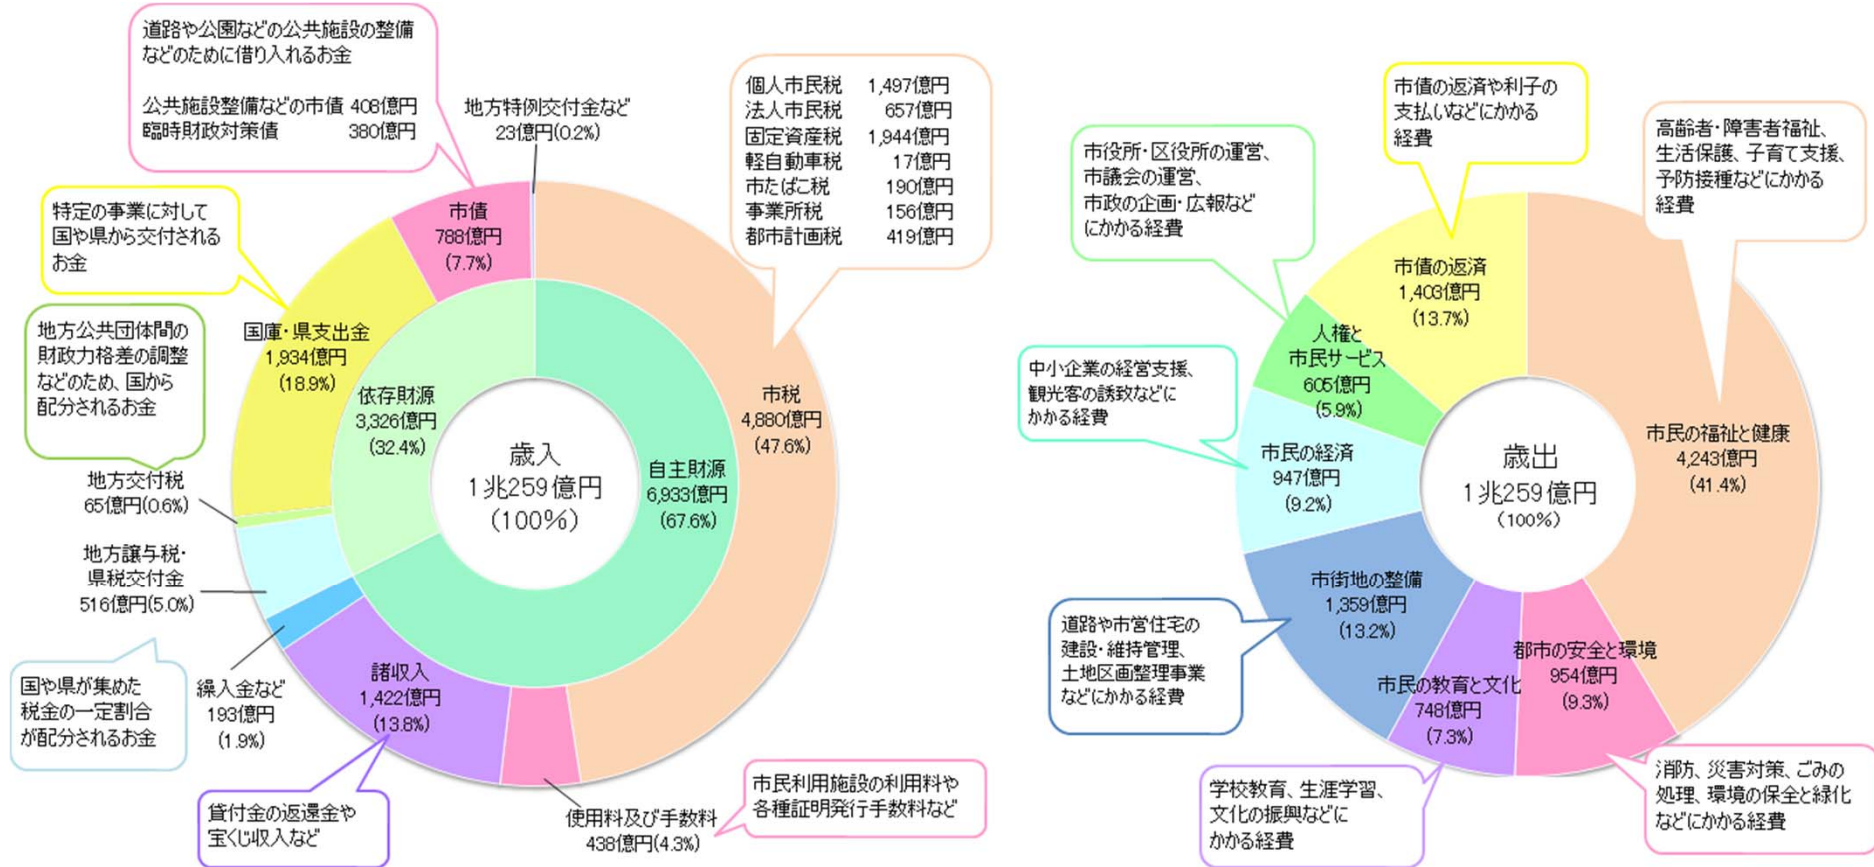 道路や公園などの公共施設の整備
などのために借り入れるお金
公共施設整備などの市債 408億円
臨時財政対策債 380億円
地方特例交付金など
23億円(0.2%)
個人市民税 1,497億円
法人市民税 657億円
固定資産税 1,944億円
軽自動車税 17億円
市たばこ税 190億円
事業所税 156億円
都市計画税 419億円
特定の事業に対して
国や県から交付される
お金
市債
788億円
(7.7%)
地方公共団体間の
財政力格差の調整
などのため、国から
配分されるお金
国庫・県支出金
1,934億円
(18.9%)
依存財源
3,326億円
(32.4%)
市税
4,880億円
(47.6%)
歳入
1兆259億円
(100%)
自主財源
6,933億円
(67.6%)
地方交付税
65億円(0.6%)
地方譲与税・
県税交付金
516億円(5.0%)
国や県が集めた
税金の一定割合
が配分されるお金
繰入金など
193億円
(1.9%)
諸収入
1,422億円
(13.8%)
貸付金の返還金や
宝くじ収入など
使用料及び手数料
438億円(4.3%)
市民利用施設の利用料や
各種証明発行手数料など
市債の返済や利子の
支払いなどにかかる
経費
高齢者・障害者福祉、
生活保護、子育て支援、
予防接種などにかかる
経費
市役所・区役所の運営、
市議会の運営、
市政の企画・広報など
にかかる経費
市債の返済
1,403億円
(13.7%)
人権と
市民サービス
605億円
(5.9%)
中小企業の経営支援、
観光客の誘致などに
かかる経費
市民の経済
947億円
(9.2%)
歳出
1兆259億円
(100%)
市民の福祉と健康
4,243億円
(41.4%)
市街地の整備
1,359億円
(13.2%)
道路や市営住宅の
建設・維持管理、
土地区画整理事業
などにかかる経費
都市の安全と環境
954億円
(9.3%)
市民の教育と文化
748億円
(7.3%)
学校教育、生涯学習、
文化の振興などに
かかる経費
消防、災害対策、ごみの
処理、環境の保全と緑化
などにかかる経費